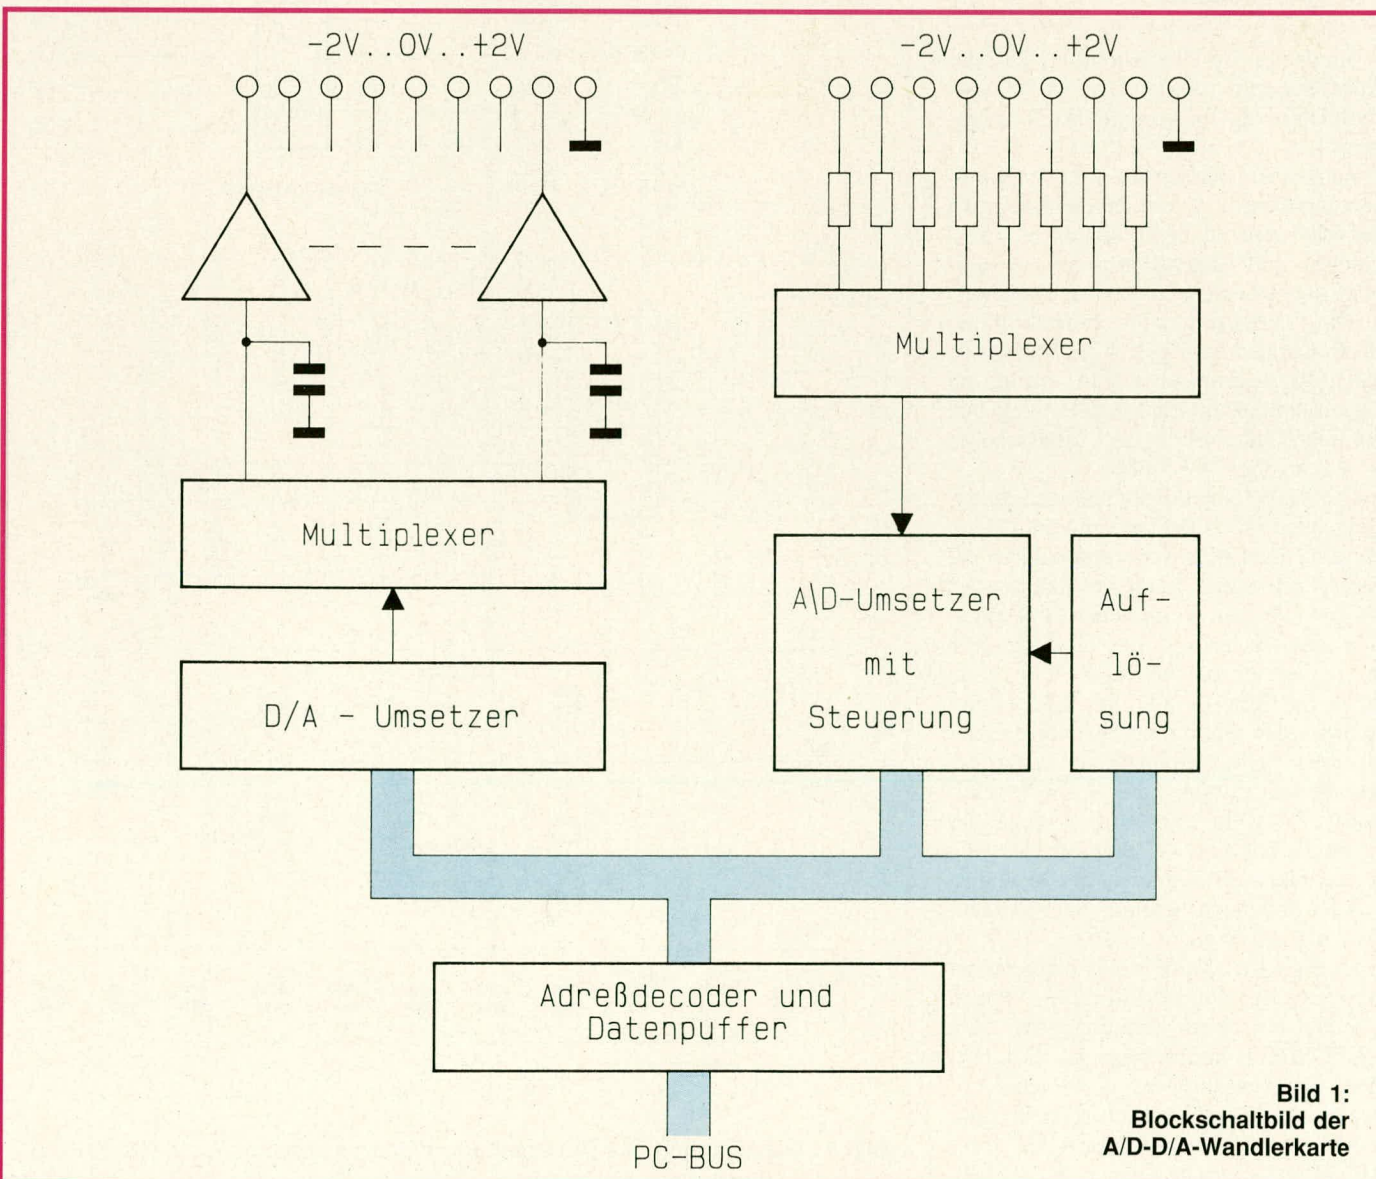 -2V..0V..+2V
-2V..0V..+2V
Multiplexer
Multiplexer
D/A - Umsetzer
A\D-Umsetzer
mit
Steuerung
Auf-
lö-
sung
Adreßdecoder und
Datenpuffer
PC-BUS
Bild 1:
Blockschaltbild der
A/D-D/A-Wandlerkarte